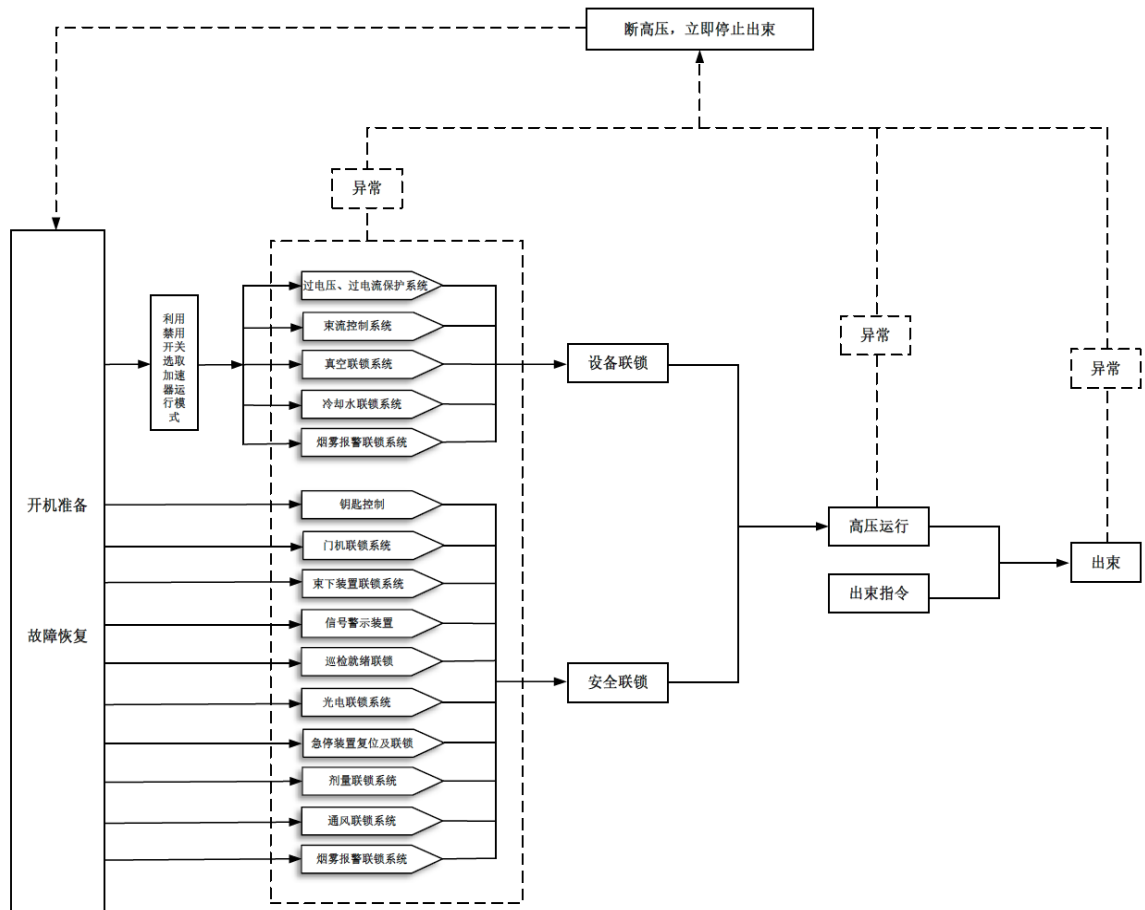 断高压，立即停止出束
异常
过电压、过电流保护系统
利用
禁用
开关
选取
加速
器运
行模
式
束流控制系统
真空联锁系统
冷却水联锁系统
烟雾报警联锁系统
设备联锁
异常
异常
开机准备
故障恢复
钥匙控制
门机联锁系统
束下装置联锁系统
信号警示装置
巡检就绪联锁
光电联锁系统
急停装置复位及联锁
剂量联锁系统
通风联锁系统
烟雾报警联锁系统
安全联锁
高压运行
出束指令
出束